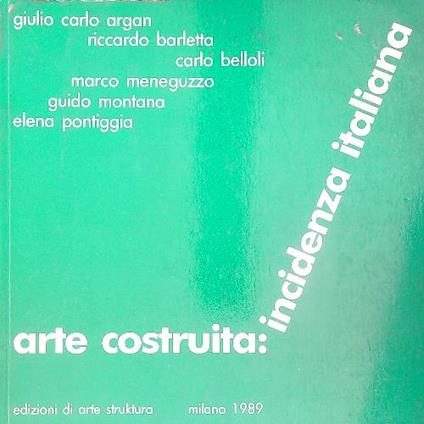 giulio carlo argan
riccardo barletta
carlo belloli
marco meneguzzo
guido montana
elena pontiggia
arte costruita:
incidenza italiana
edizioni di arte struktura milano 1989